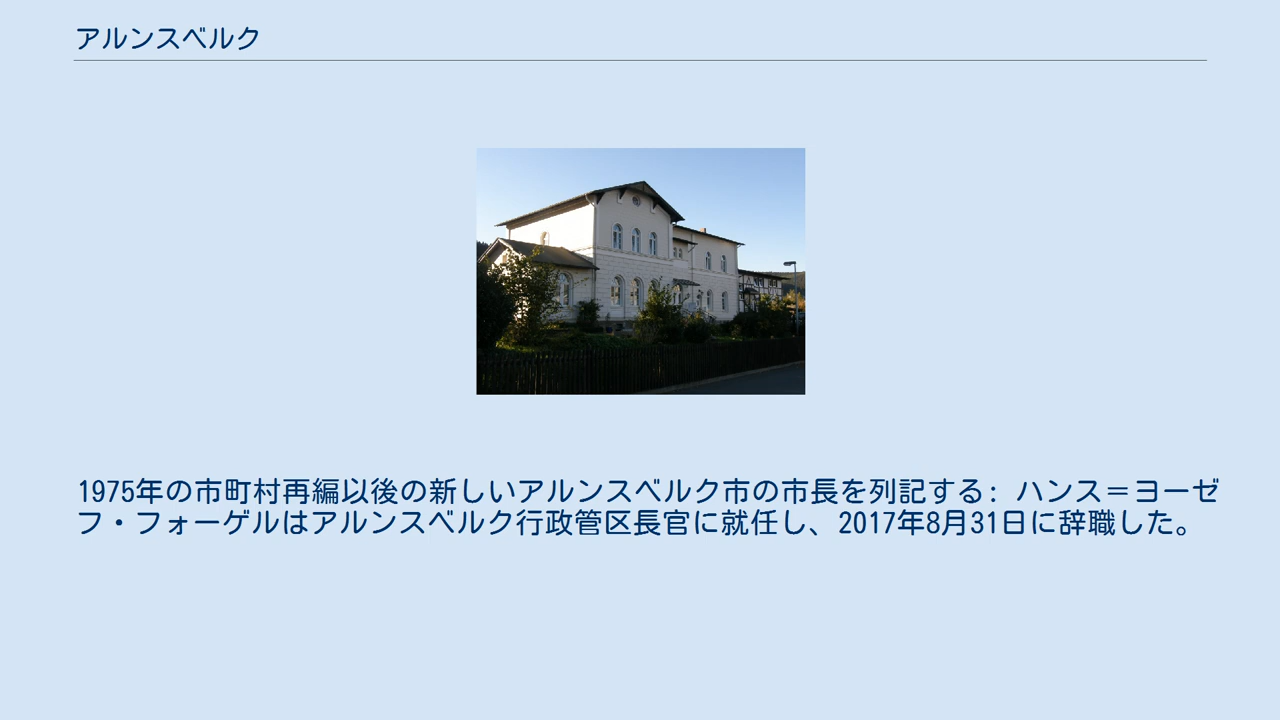 アルンスベルク
1975年の市町村再編以後の新しいアルンスベルク市の市長を列記する: ハンス＝ヨーゼ
フ・フォーゲルはアルンスベルク行政管区長官に就任し、2017年8月31日に辞職した。